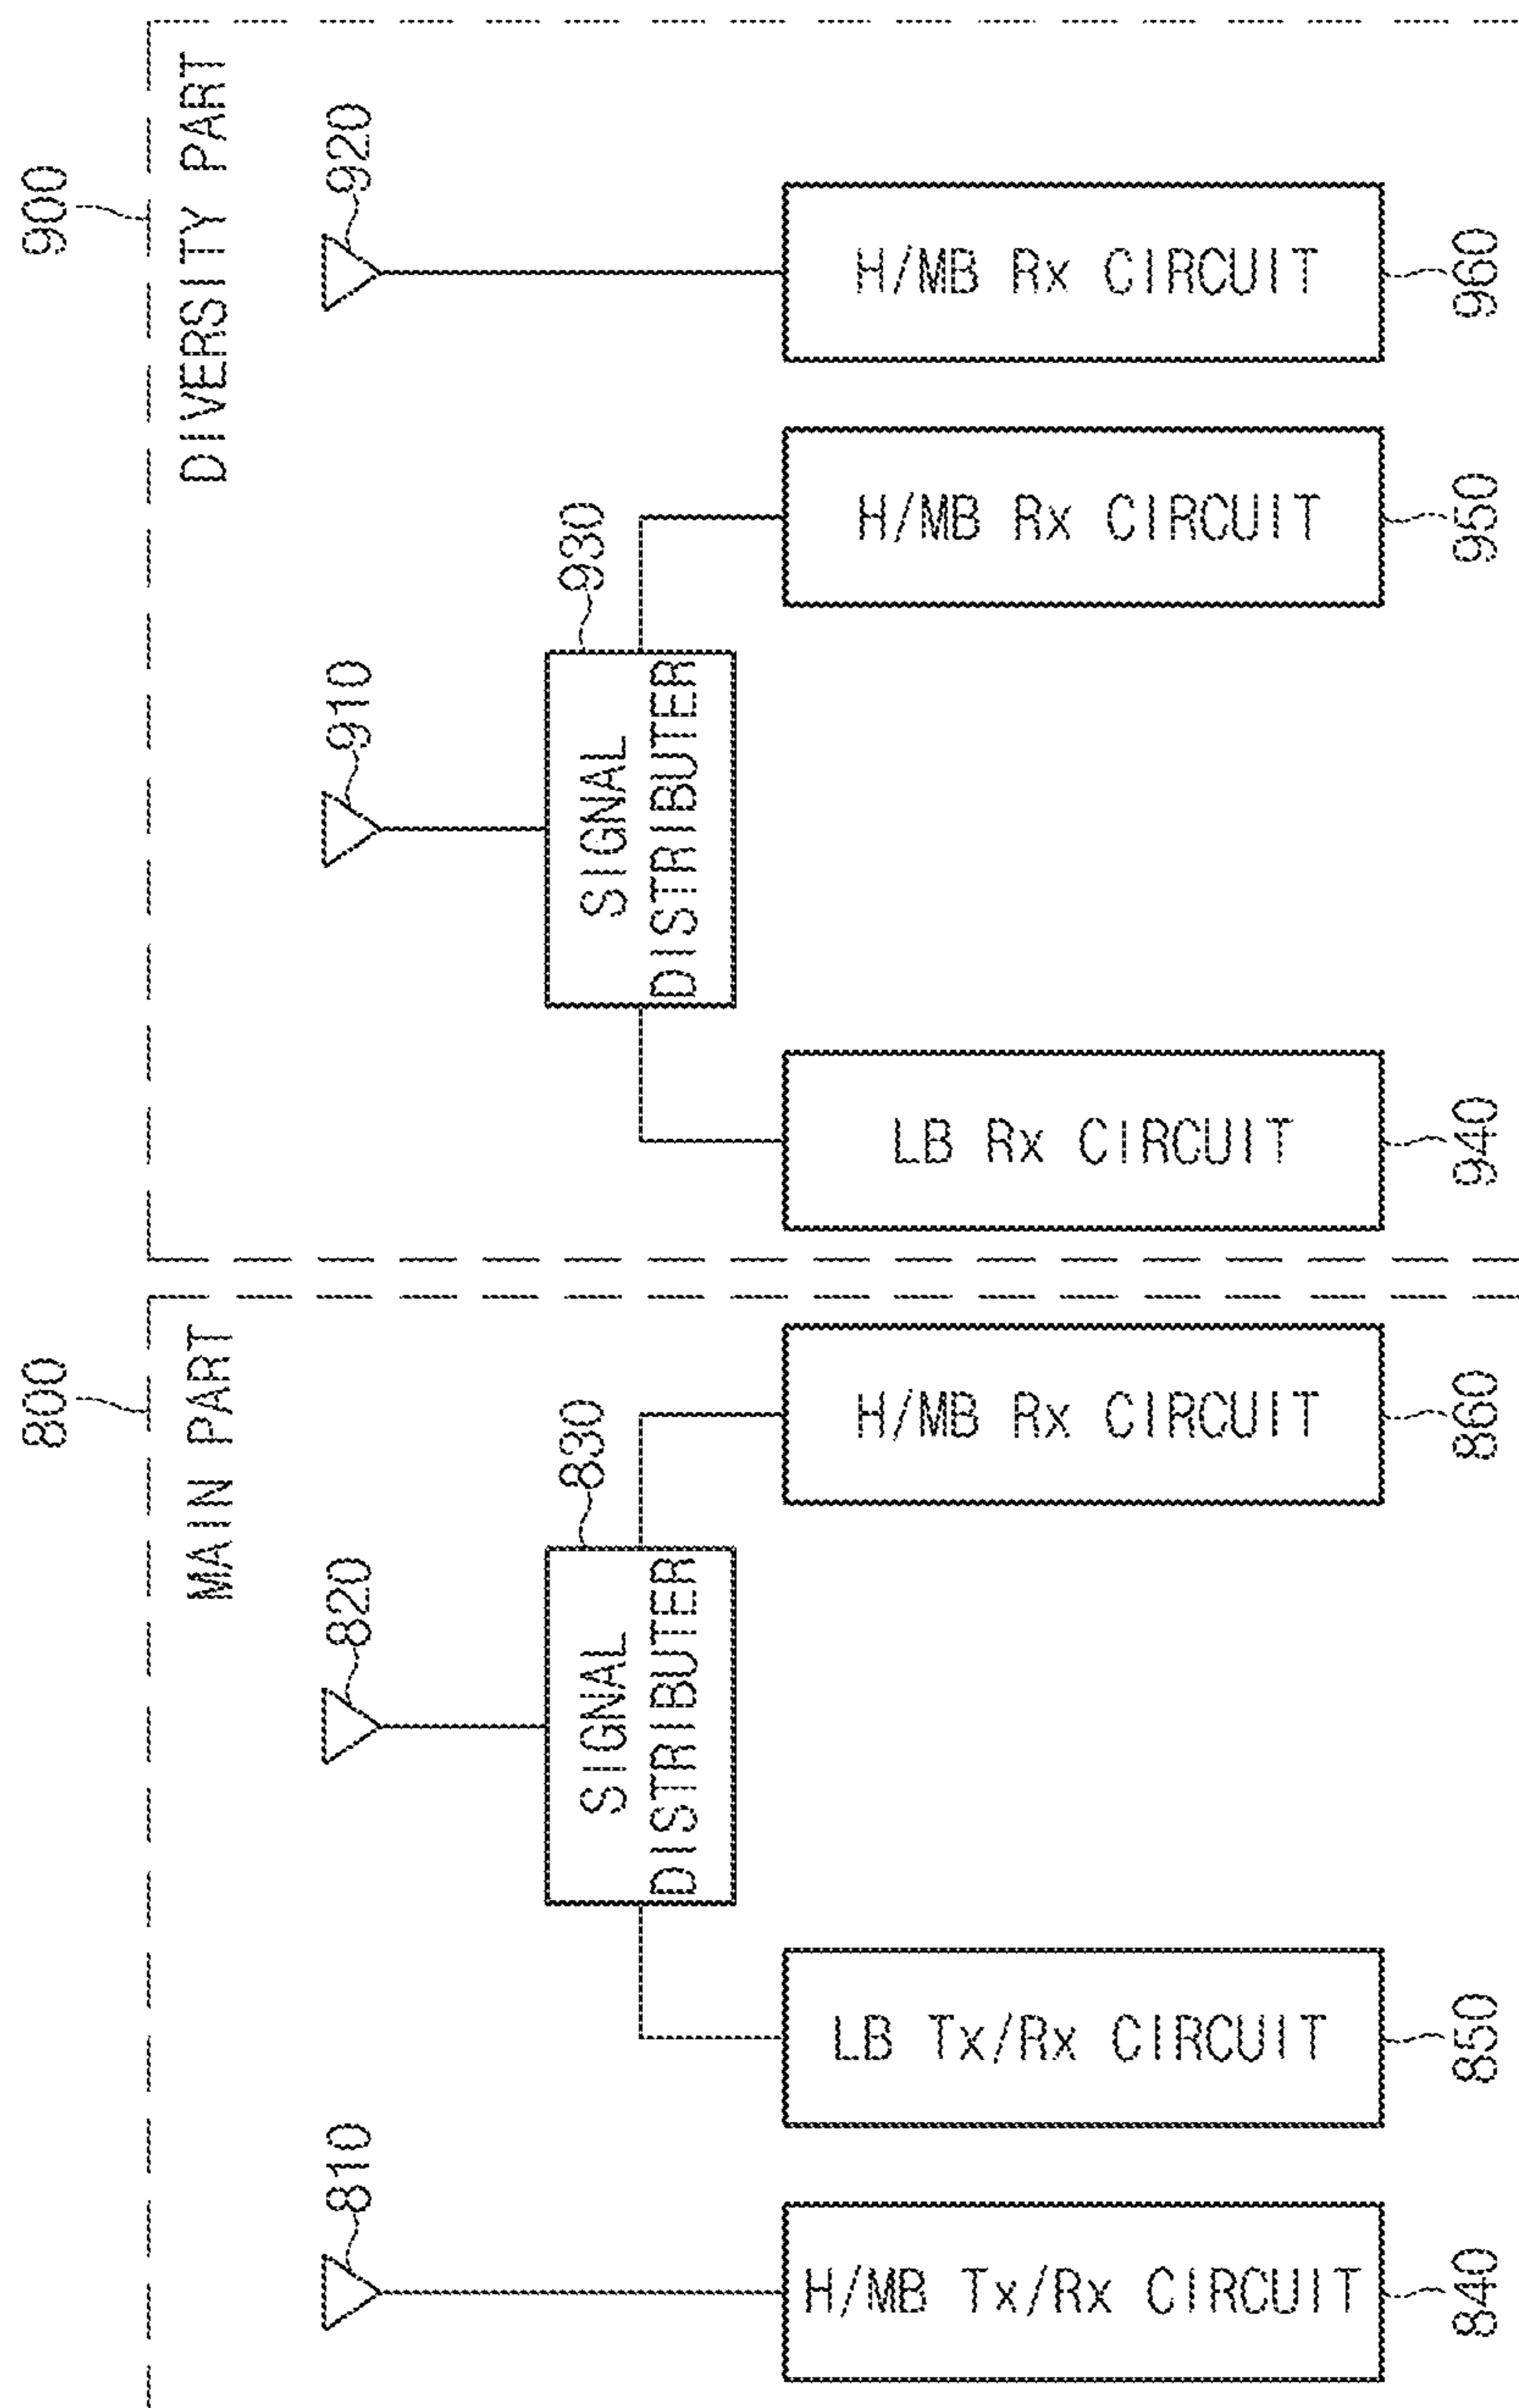 800
MAIN PART
810
820
830
SIGNAL
DISTRIBUTER
H/MB Tx/Rx CIRCUIT
LB Tx/Rx CIRCUIT
H/MB Rx CIRCUIT
840
850
860
900
DIVERSITY PART
910
920
930
SIGNAL
DISTRIBUTER
LB Rx CIRCUIT
H/MB Rx CIRCUIT
H/MB Rx CIRCUIT
940
950
960